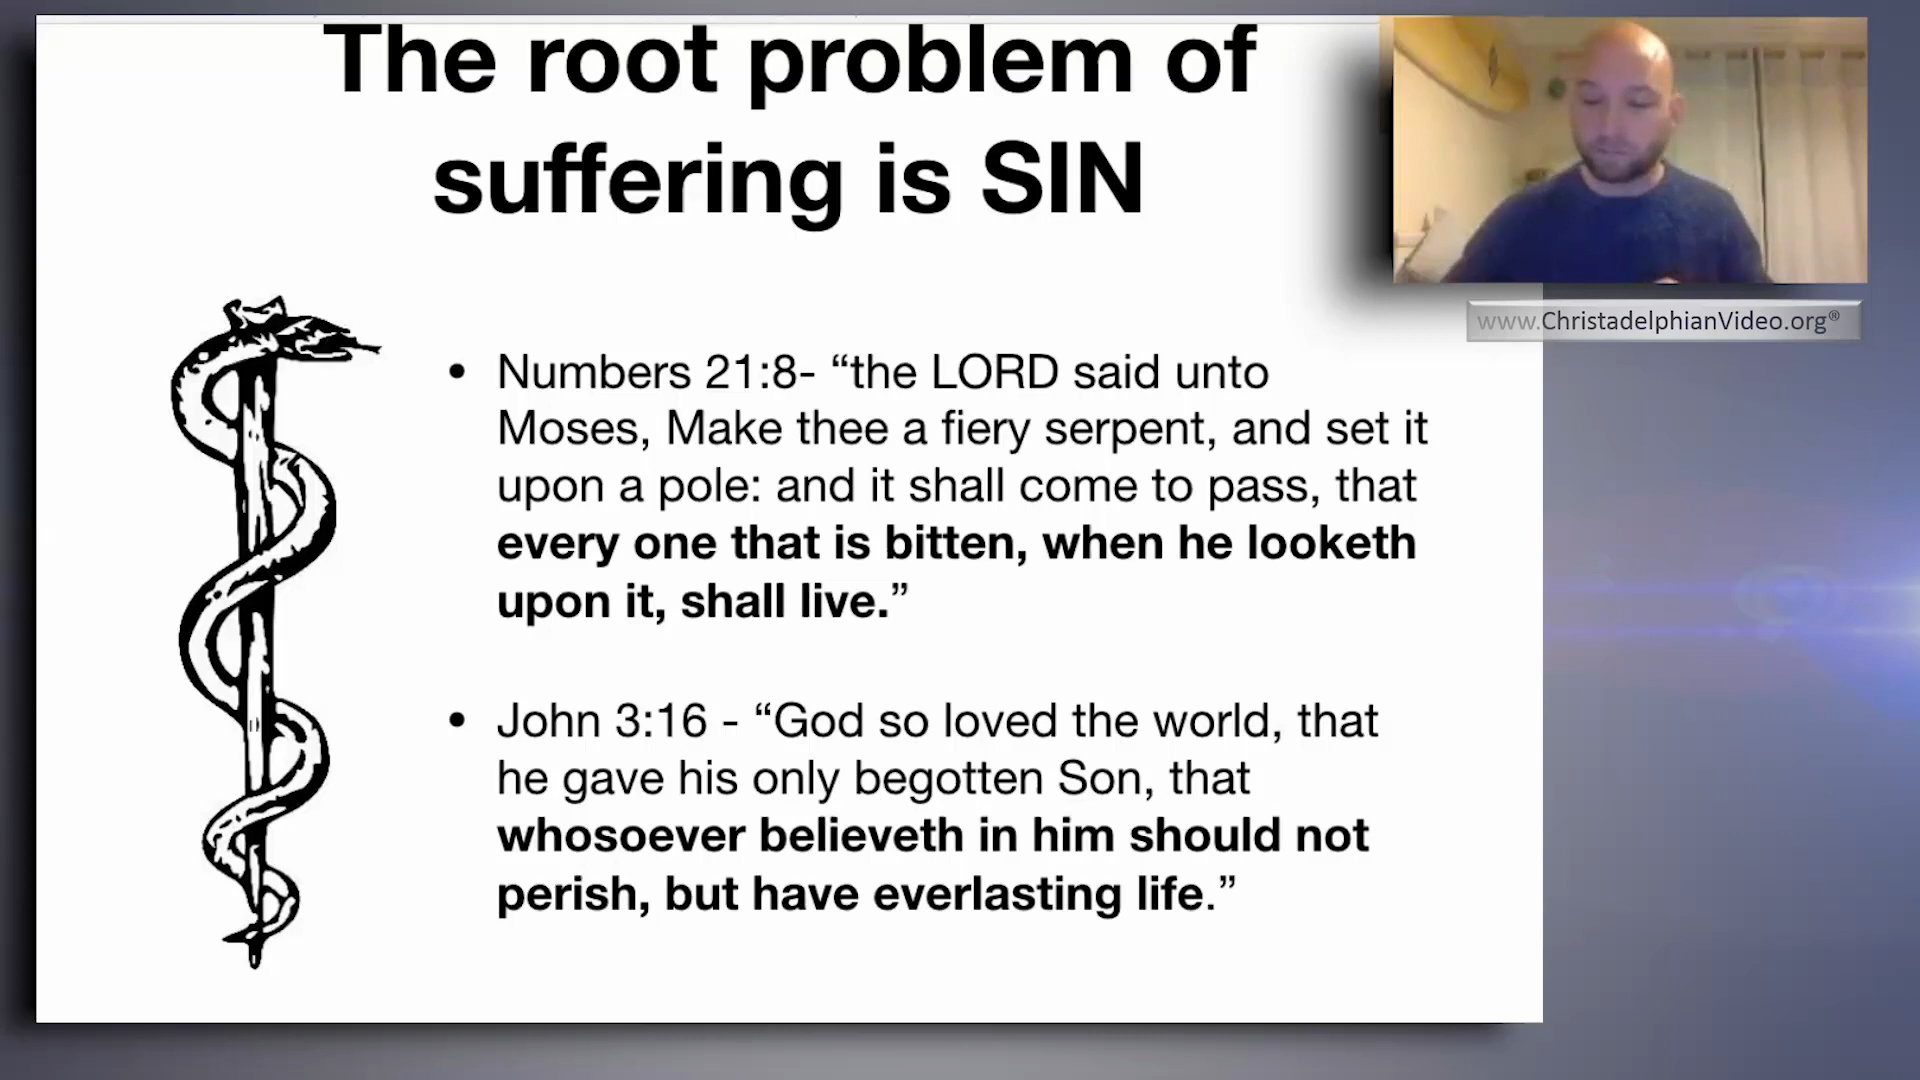 The root problem of
suffering is SIN
www.ChristadelphianVideo.org®
• Numbers 21:8- “the LORD said unto
Moses, Make thee a fiery serpent, and set it
upon a pole: and it shall come to pass, that
every one that is bitten, when he looketh
upon it, shall live.”
• John 3:16 - “God so loved the world, that
he gave his only begotten Son, that
whosoever believeth in him should not
perish, but have everlasting life.”